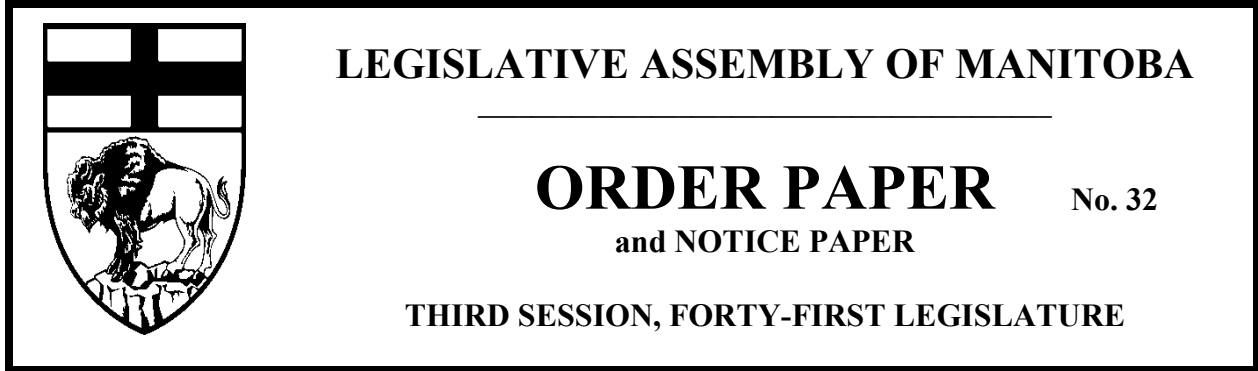 LEGISLATIVE ASSEMBLY OF MANITOBA
ORDER PAPER No. 32
and NOTICE PAPER
THIRD SESSION, FORTY-FIRST LEGISLATURE